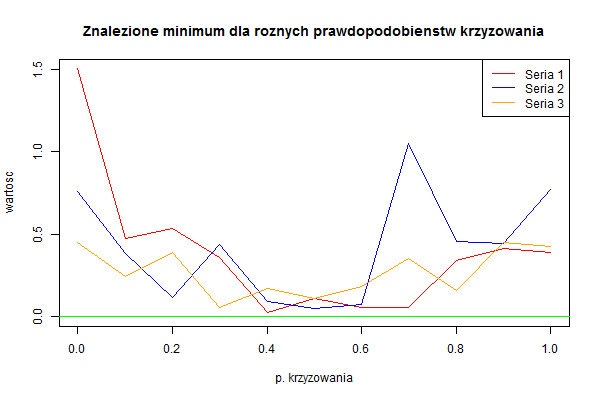 Znalezione minimum dla roznych prawdopodobienstw krzyzowania
Seria 1
Seria 2
Seria 3
wartosc
1.5
1.0
0.5
0.0
0.0 0.2 0.4 0.6 0.8 1.0
p. krzyzowania